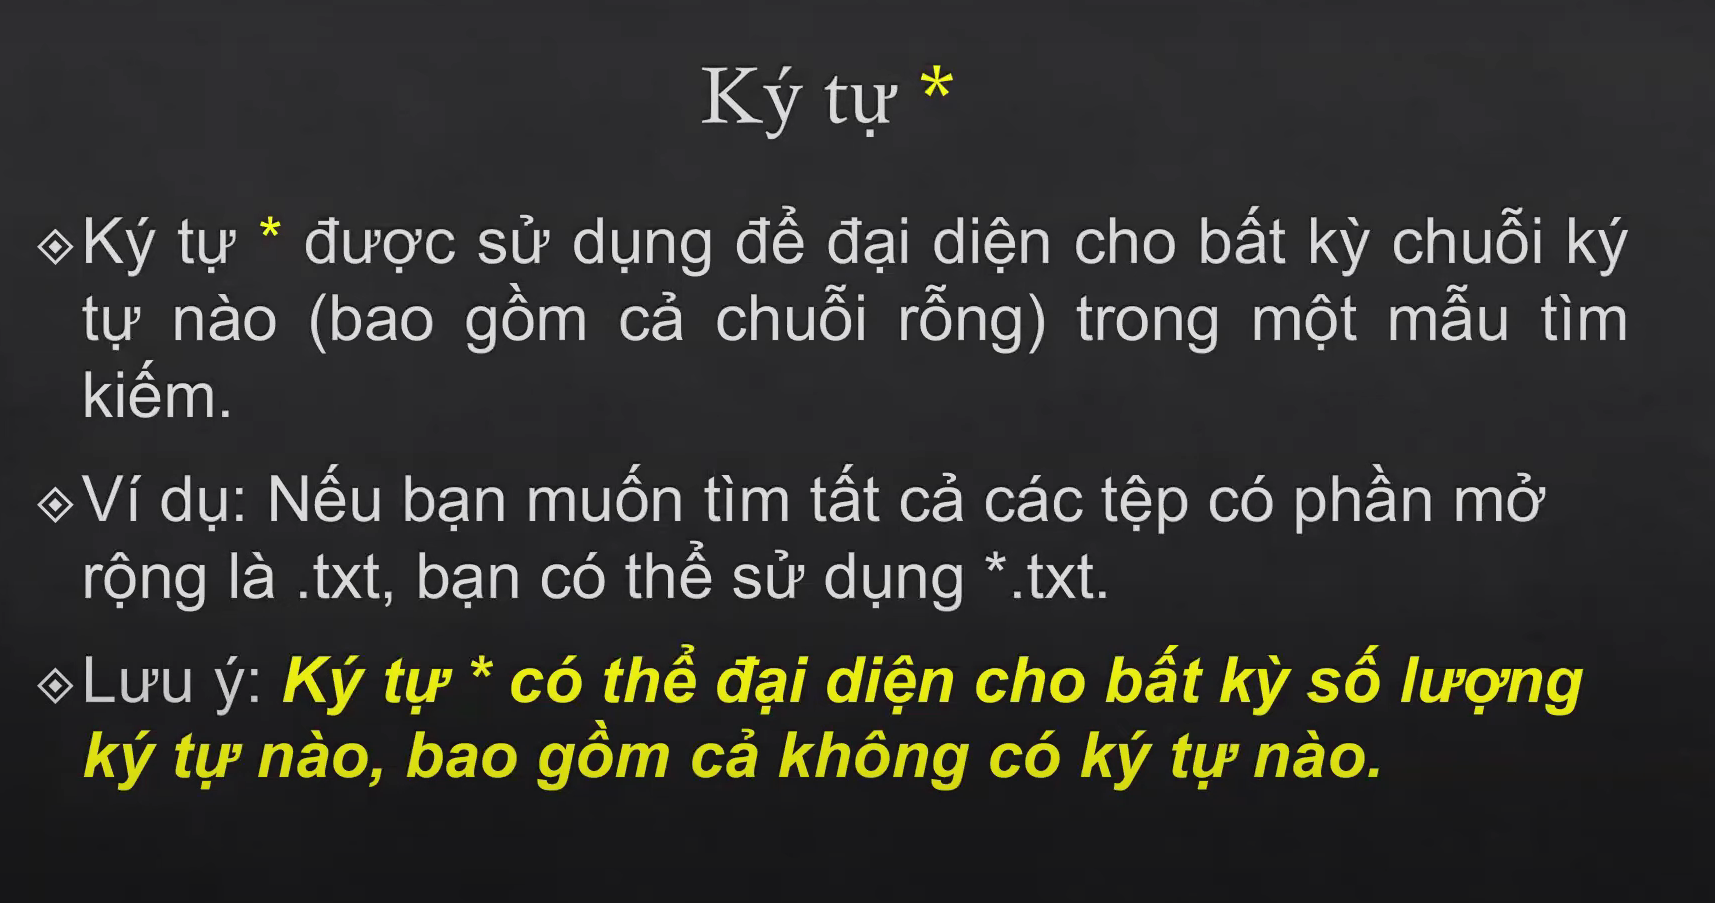 Ký tự *
Ký tự * được sử dụng để đại diện cho bất kỳ chuỗi ký
tự nào (bao gồm cả chuỗi rỗng) trong một mẫu tìm
kiếm.
Ví dụ: Nếu bạn muốn tìm tất cả các tệp có phần mở
rộng là .txt, bạn có thể sử dụng *.txt.
Lưu ý: Ký tự * có thể đại diện cho bất kỳ số lượng
ký tự nào, bao gồm cả không có ký tự nào.